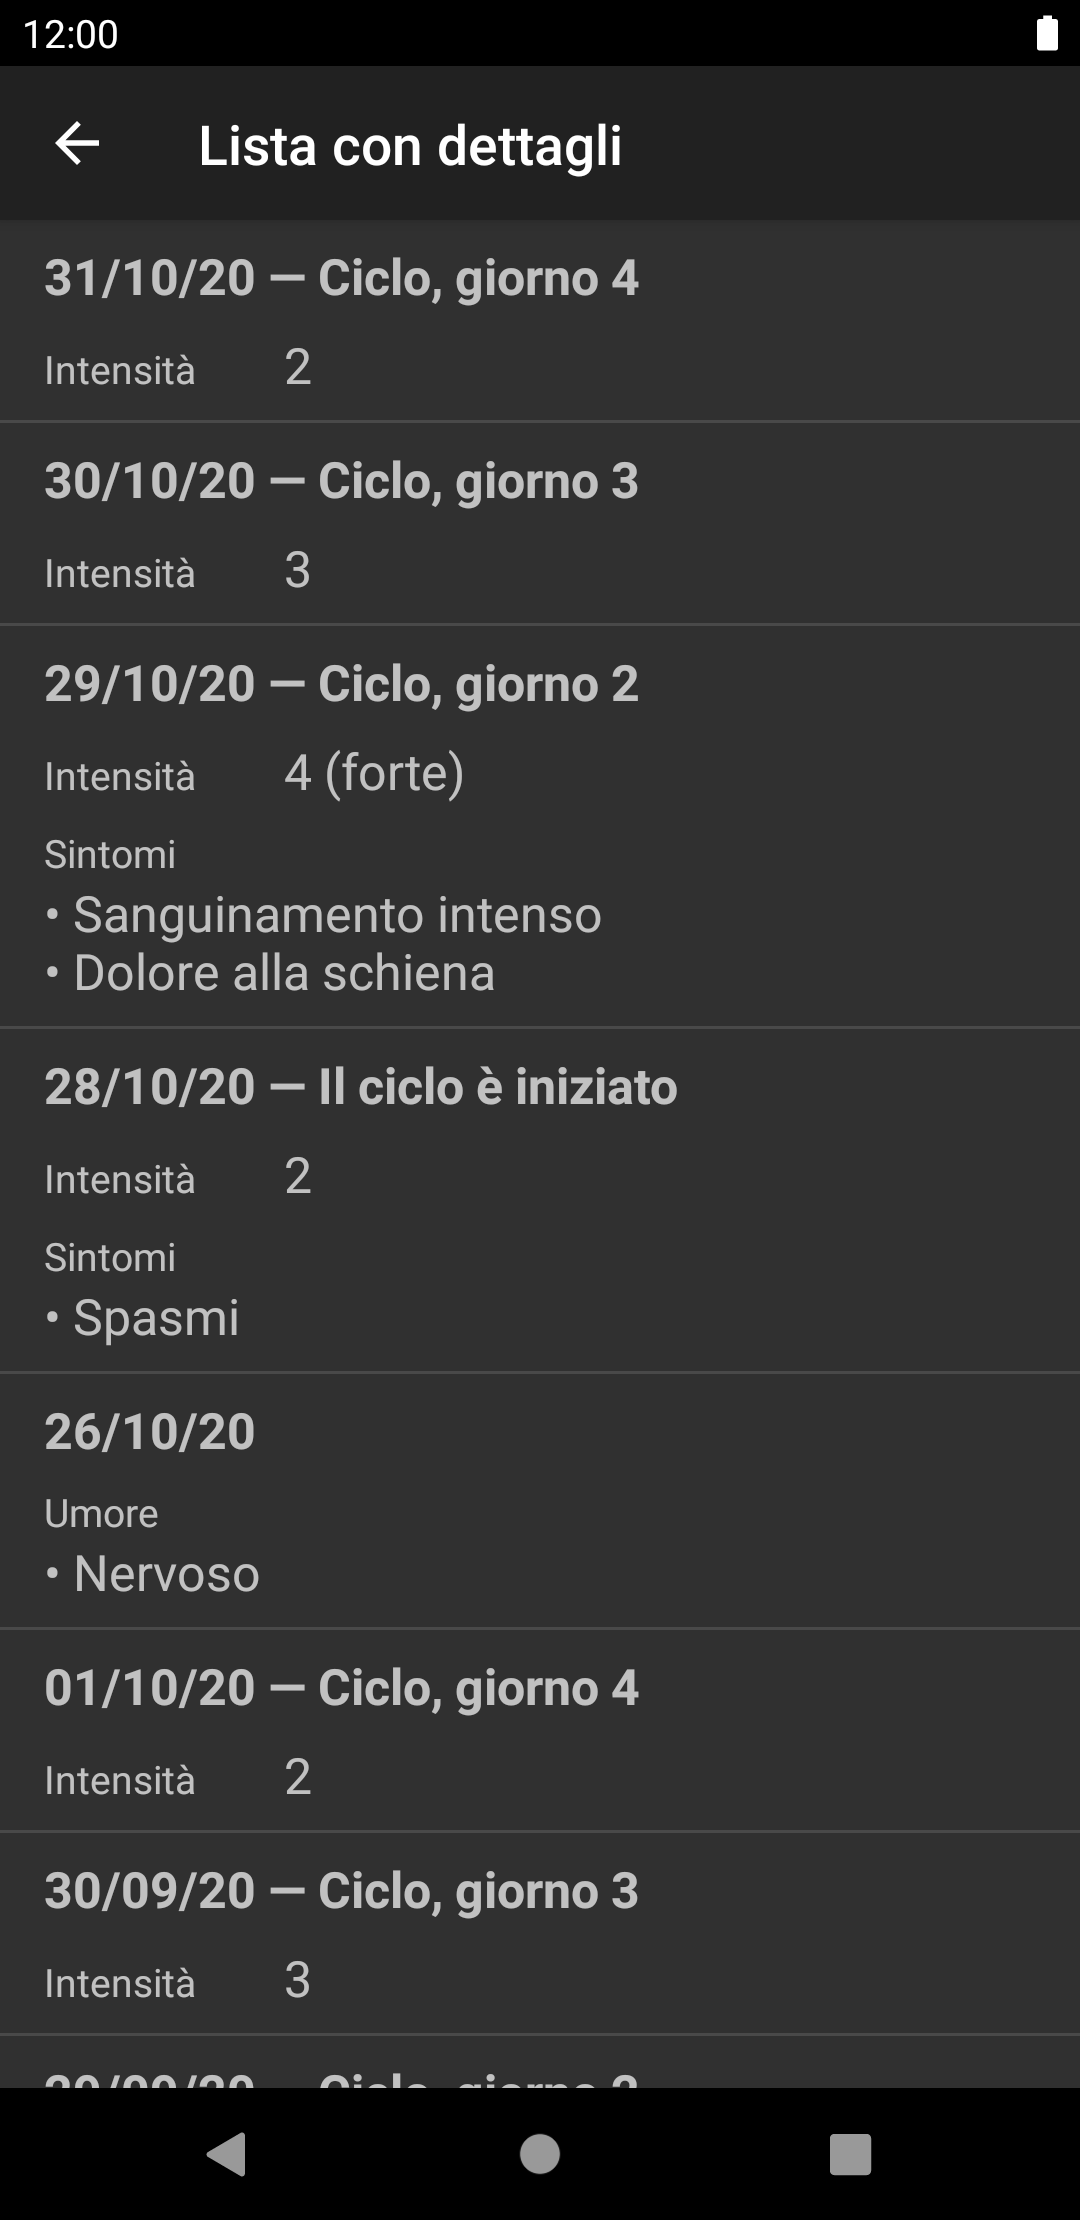 12:00
Lista con dettagli
31/10/20 — Ciclo, giorno 4
Intensità 2
30/10/20 — Ciclo, giorno 3
Intensità 3
29/10/20 — Ciclo, giorno 2
Intensità 4 (forte)
Sintomi
• Sanguinamento intenso
• Dolore alla schiena
28/10/20 — Il ciclo è iniziato
Intensità 2
Sintomi
• Spasmi
26/10/20
Umore
• Nervoso
01/10/20 — Ciclo, giorno 4
Intensità 2
30/09/20 — Ciclo, giorno 3
Intensità 3
— Ciclo, giorno